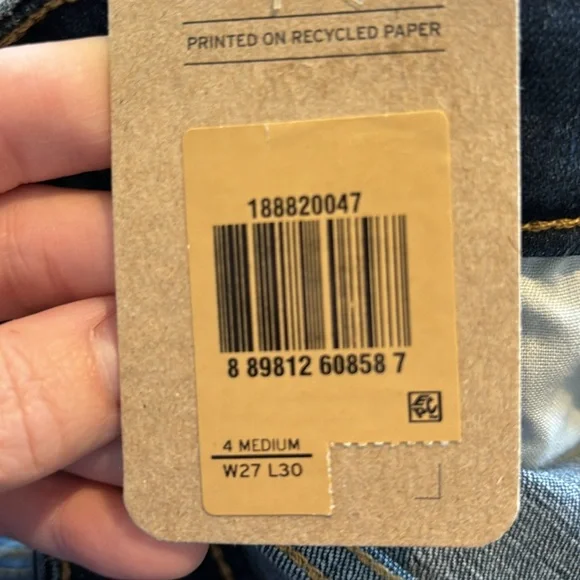 PRINTED ON RECYCLED PAPER
188820047
8 89812 60858 7
4 MEDIUM
W27 L30